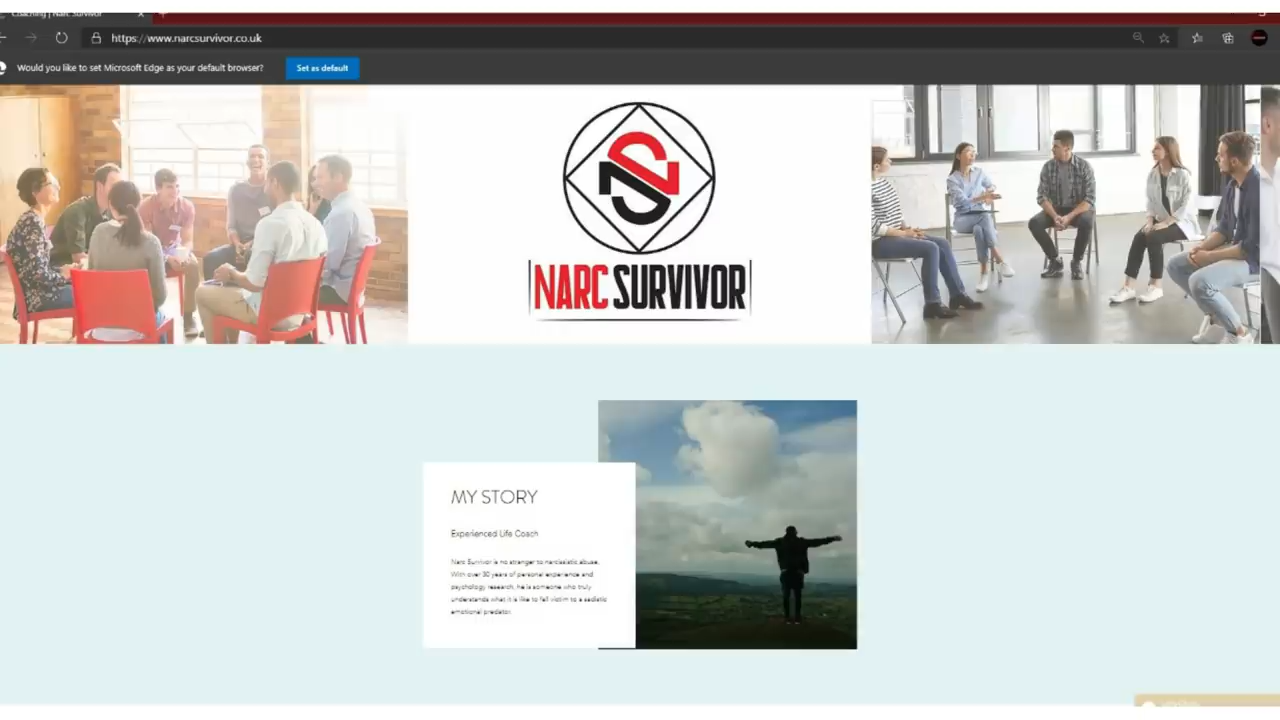 Coaching | Narc Survivor
https://www.narcsurvivor.co.uk
Would you like to set Microsoft Edge as your default browser? Set as default
NARC SURVIVOR
MY STORY
Experienced Life Coach
Narc Survivor is no stranger to narcissistic abuse.
With over 30 years of personal experience and
psychology research, he is someone who truly
understands what it is like to fall victim to a sadistic
emotional predator.